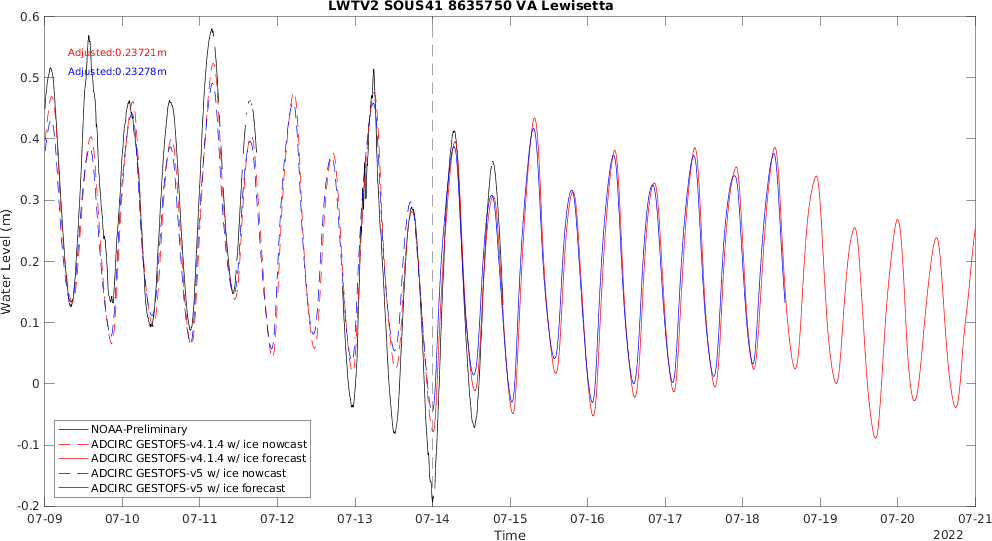 LWTV2 SOUS41 8635750 VA Lewisetta
0.6
0.5
0.4
0.3
0.2
0.1
0
-0.1
-0.2
Water Level (m)
Adjusted:0.23721m
Adjusted:0.23278m
NOAA-Preliminary
ADCIRC GESTOFS-v4.1.4 w/ ice nowcast
ADCIRC GESTOFS-v4.1.4 w/ ice forecast
ADCIRC GESTOFS-v5 w/ ice nowcast
ADCIRC GESTOFS-v5 w/ ice forecast
07-09 07-10 07-11 07-12 07-13 07-14 07-15 07-16 07-17 07-18 07-19 07-20 07-21
Time
2022